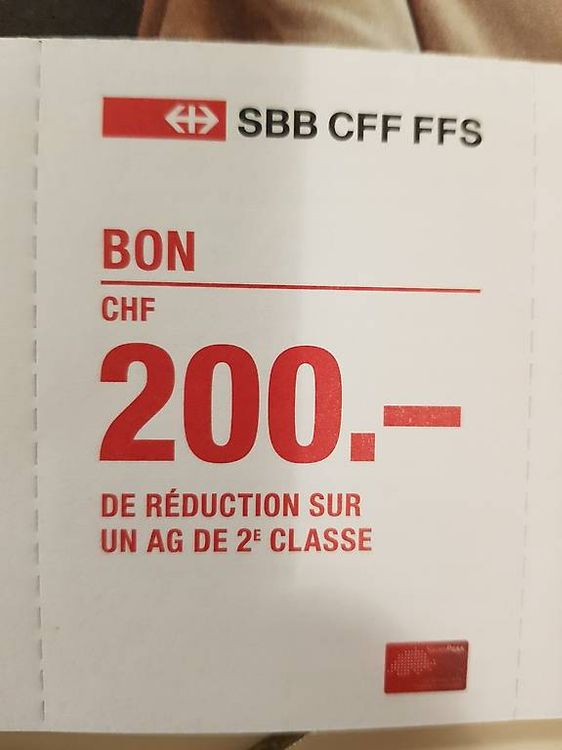 SBB CFF FFS
BON
CHF
200.–
DE RÉDUCTION SUR
UN AG DE 2E CLASSE